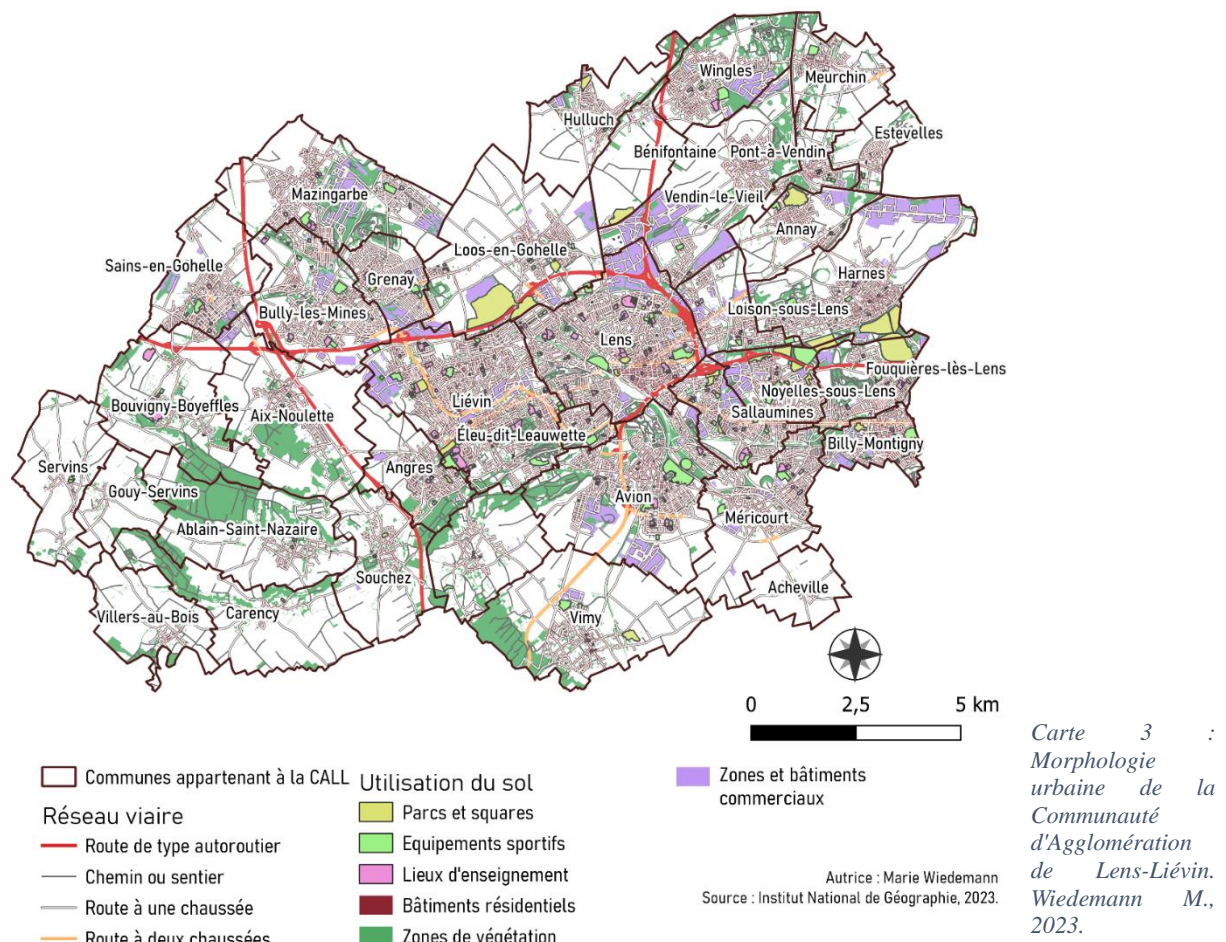 Wingles
Meurchin
Hulluch
Estevelles
Bénifontaine
Pont-à-Vendin
Mazingarbe
Vendin-le-Vieil
Annay
Loos-en-Gohelle
Sains-en-Gohelle
Grenay
Harnes
Bully-les-Mines
Loison-sous-Lens
Lens
Fouquières-lès-Lens
Noyelles-sous-Lens
Liévin
Bouvigny-Boyeffles
Aix-Noulette
Sallaumines
Éleu-dit-Leauwette
Billy-Montigny
Servins
Angres
Gouy-Servins
Avion
Méricourt
Ablain-Saint-Nazaire
Souchez
Acheville
Villers-au-Bois
Carency
Vimy
0 2,5 5 km
Communes appartenant à la CALL
Réseau viaire
Route de type autoroutier
Chemin ou sentier
Route à une chaussée
Route à deux chaussées
Utilisation du sol
Parcs et squares
Equipements sportifs
Lieux d'enseignement
Bâtiments résidentiels
Zones de végétation
Zones et bâtiments
commerciaux
Autrice : Marie Wiedemann
Source : Institut National de Géographie, 2023.
Carte 3 :
Morphologie
urbaine de la
Communauté
d'Agglomération
de Lens-Liévin.
Wiedemann M.,
2023.